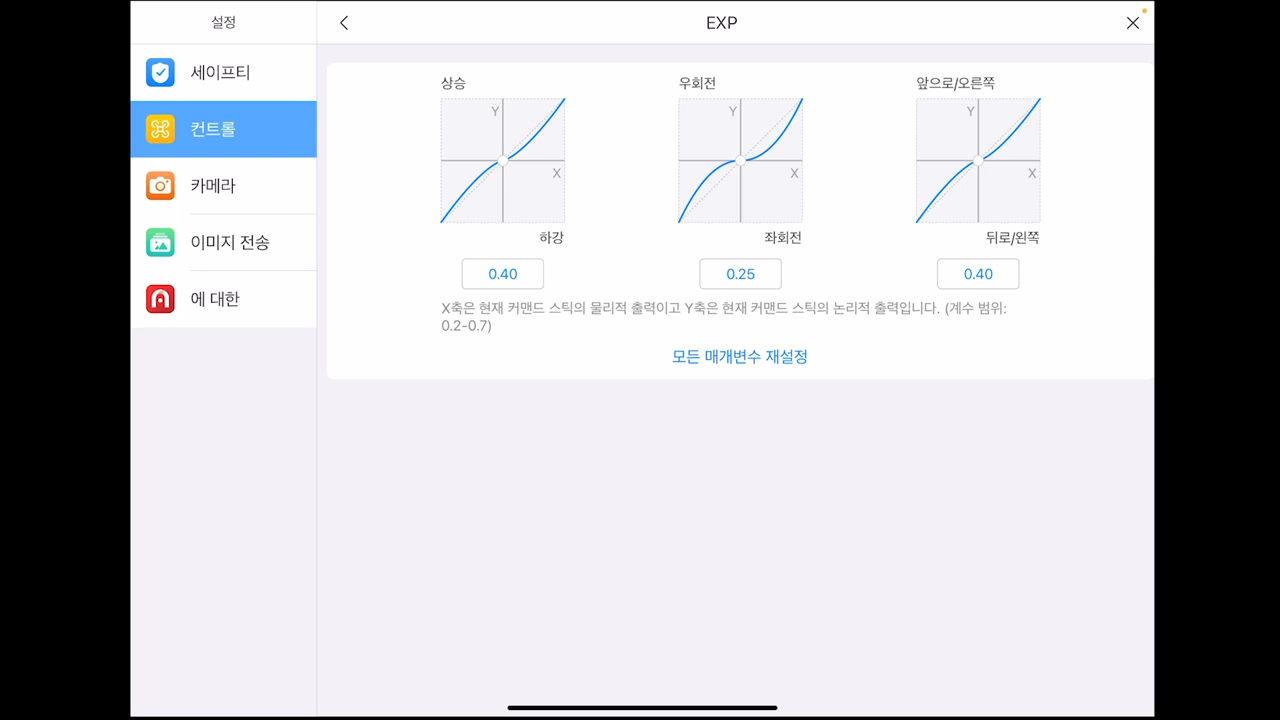 설정
EXP
세이프티
컨트롤
카메라
이미지 전송
에 대한
상승
우회전
앞으로/오른쪽
Y
Y
Y
X
X
X
하강
좌회전
뒤로/왼쪽
0.40
0.25
0.40
X축은 현재 커맨드 스틱의 물리적 출력이고 Y축은 현재 커맨드 스틱의 논리적 출력입니다. (계수 범위:
0.2-0.7)
모든 매개변수 재설정